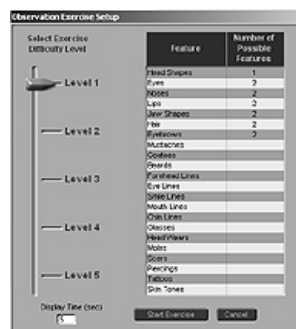 Observation Exercise Setup
Select Exercise
Difficulty Level
Level 1
Level 2
Level 3
Level 4
Level 5
Display Time (sec)
5
Feature Number of Possible Features
Head Shapes 1
Eyes 2
Noses 2
Lips 2
Jaw Shapes 2
Hair 2
Eyebrows 2
Mustaches
Goatees
Beards
Forehead Lines
Eye Lines
Smile Lines
Mouth Lines
Chin Lines
Glasses
HeadWears
Moles
Scars
Piercings
Tattoos
Skin Tones
Start Exercise Cancel